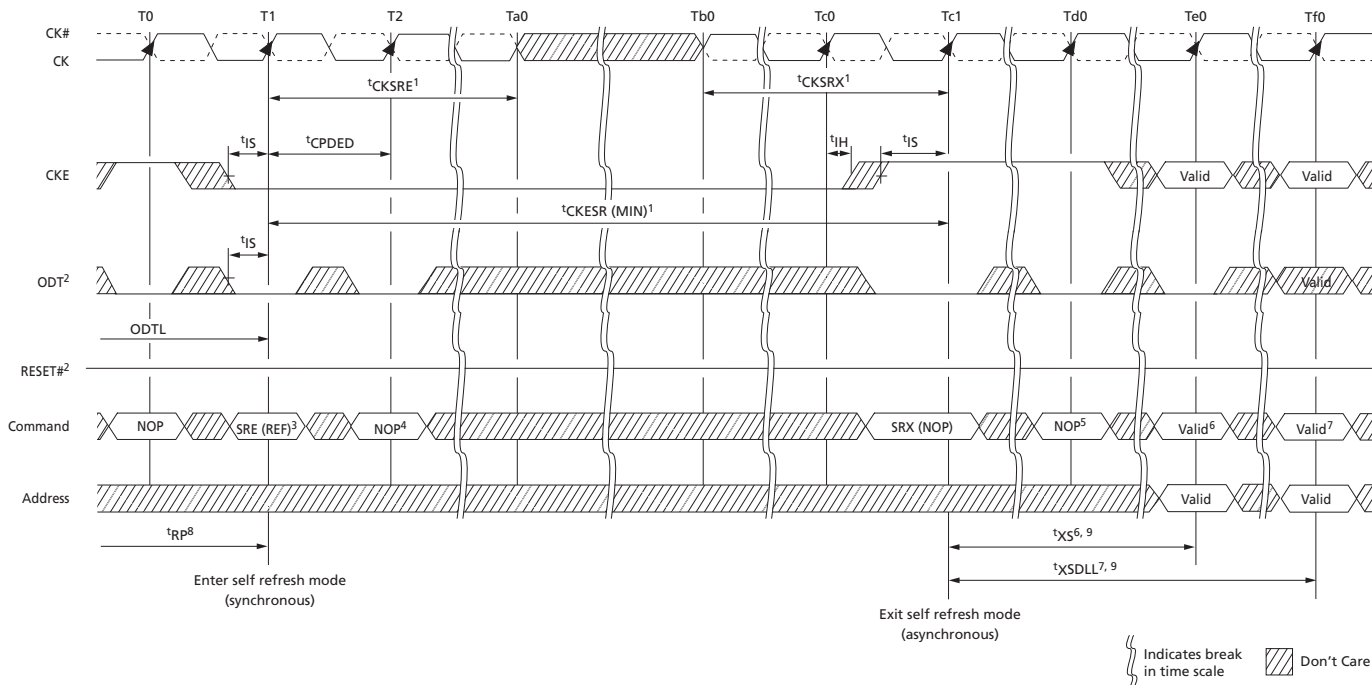 T0 T1 T2 Ta0 Tb0 Tc0 Tc1 Td0 Te0 Tf0
CK#
CK
tCKSRE1 tCKSRX1
tIS tCPDED tIH tIS
CKE Valid Valid
tCKESR (MIN)1
tIS
ODT2 Valid
ODTL
RESET#2
Command NOP SRE (REF)3 NOP4 SRX (NOP) NOP5 Valid6 Valid7
Address Valid Valid
tRP8 tXS6, 9
tXSDLL7, 9
Enter self refresh mode
(synchronous)
Exit self refresh mode
(asynchronous)
Indicates break
in time scale
Don't Care